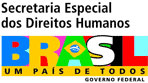 Secretaria Especial
dos Direitos Humanos
BRASIL
UM PAÍS DE TODOS
GOVERNO FEDERAL